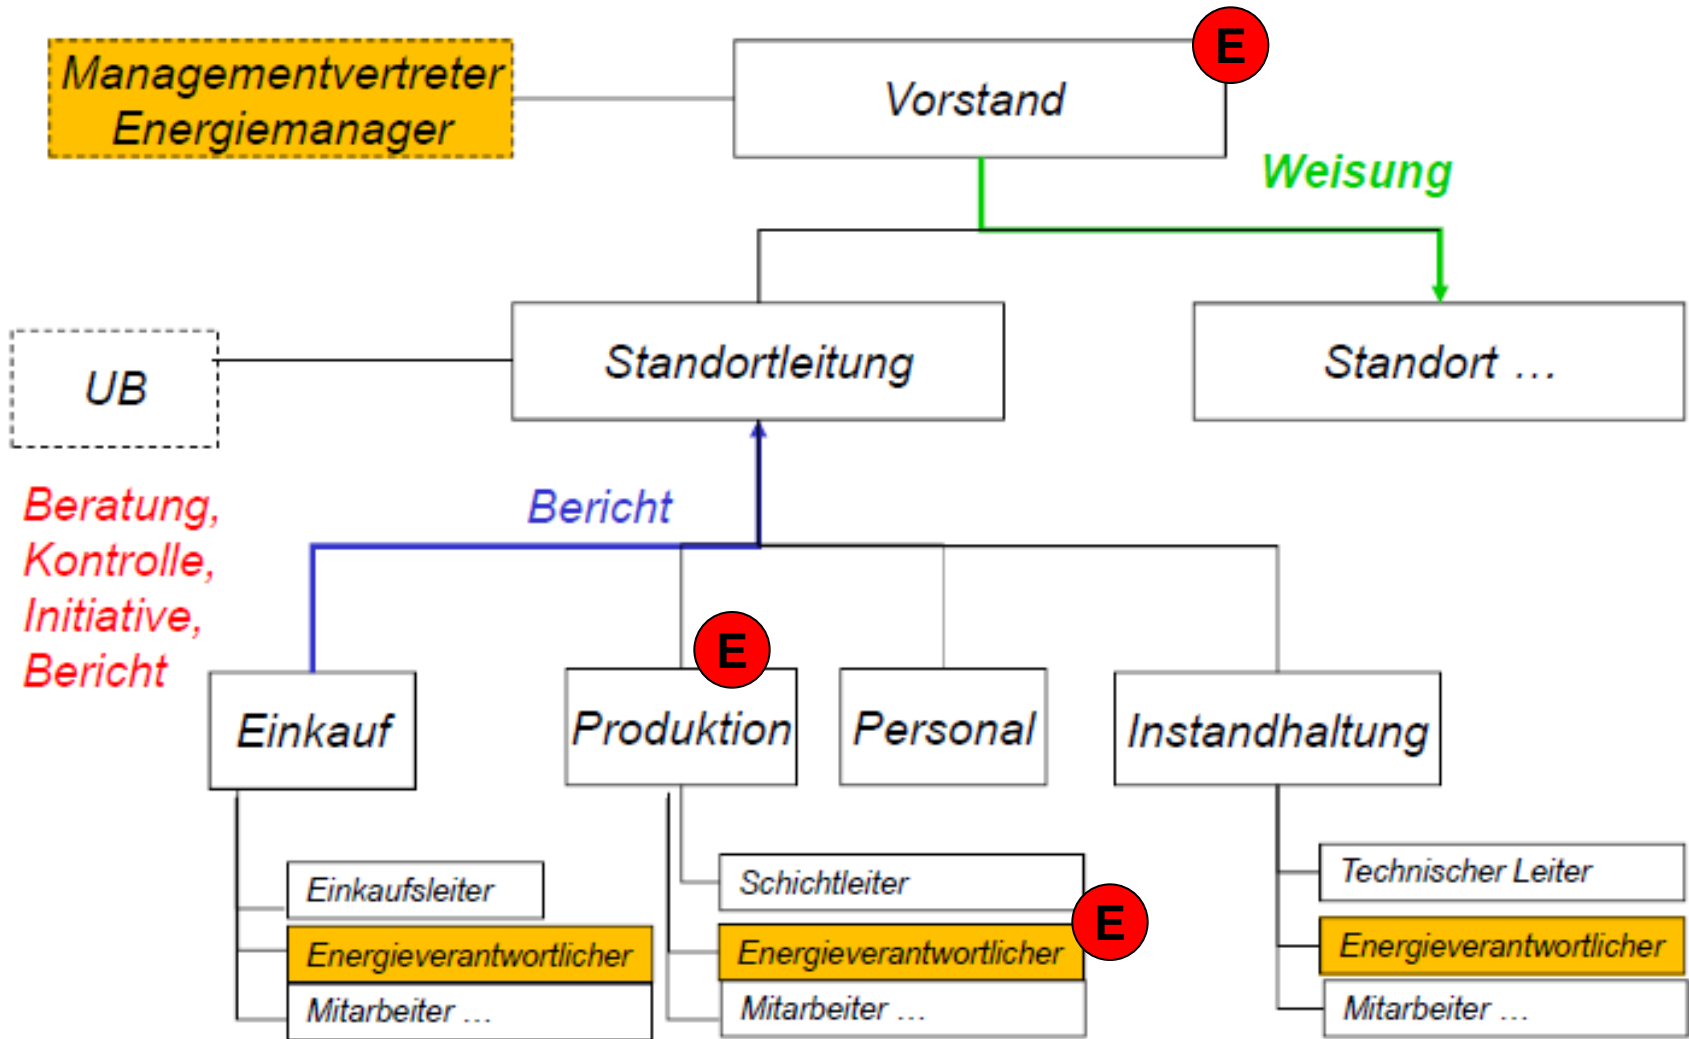 E
Managementvertreter
Energiemanager
Vorstand
Weisung
Standortleitung
Standort ...
UB
Beratung,
Kontrolle,
Initiative,
Bericht
Bericht
E
Einkauf
Produktion
Personal
Instandhaltung
Einkaufsleiter
Energieverantwortlicher
Mitarbeiter ...
Schichtleiter
E
Energieverantwortlicher
Mitarbeiter ...
Technischer Leiter
Energieverantwortlicher
Mitarbeiter ...